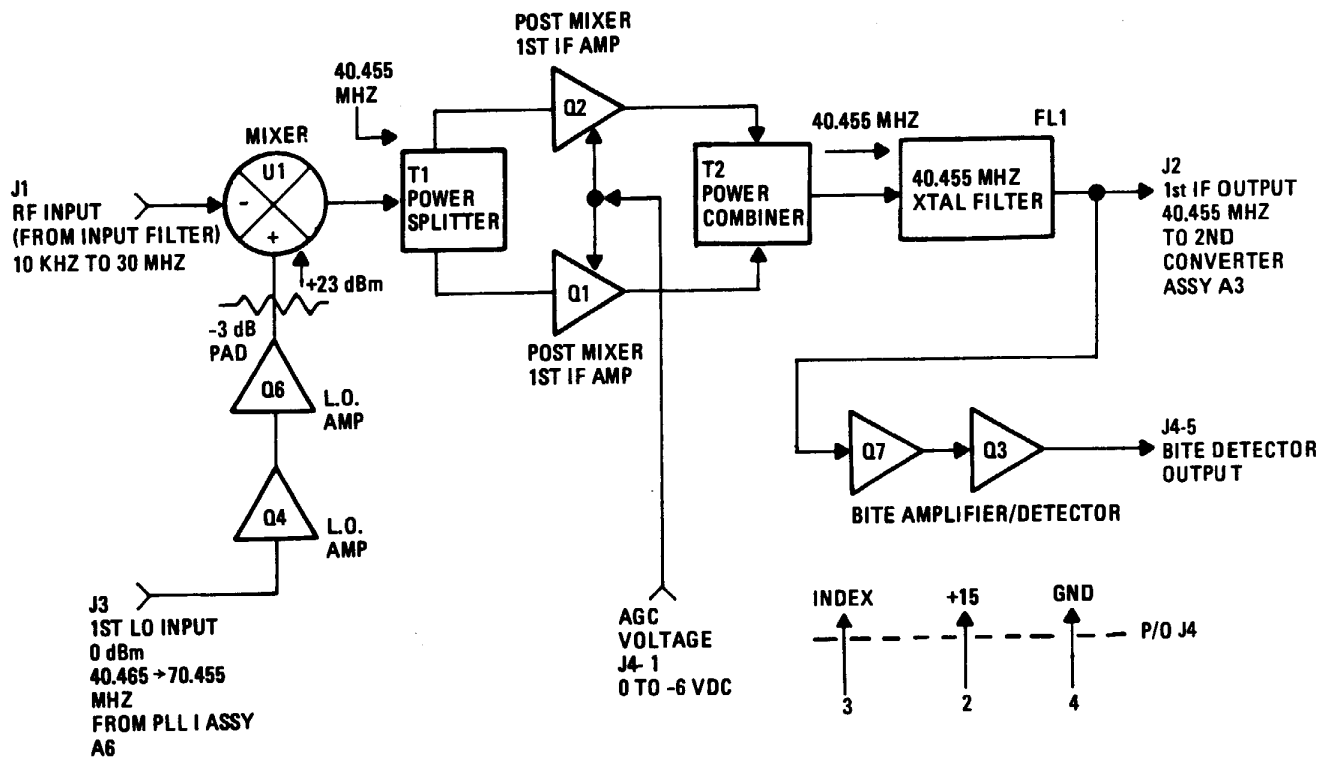 POST MIXER
1ST IF AMP
40.455
MHZ
Q2
MIXER
U1
-
+
J1
RF INPUT
(FROM INPUT FILTER)
10 KHZ TO 30 MHZ
T1
POWER
SPLITTER
T2
POWER
COMBINER
40.455 MHZ
FL1
40.455 MHZ
XTAL FILTER
J2
1st IF OUTPUT
40.455 MHZ
TO 2ND
CONVERTER
ASSY A3
+23 dBm
-3 dB
PAD
Q1
POST MIXER
1ST IF AMP
Q6
L.O.
AMP
Q4
L.O.
AMP
Q7
Q3
J4-5
BITE DETECTOR
OUTPUT
BITE AMPLIFIER/DETECTOR
J3
1ST LO INPUT
0 dBm
40.465→70.455
MHZ
FROM PLL I ASSY
A6
AGC
VOLTAGE
J4-1
0 TO -6 VDC
INDEX
+15
GND
P/O J4
3
2
4